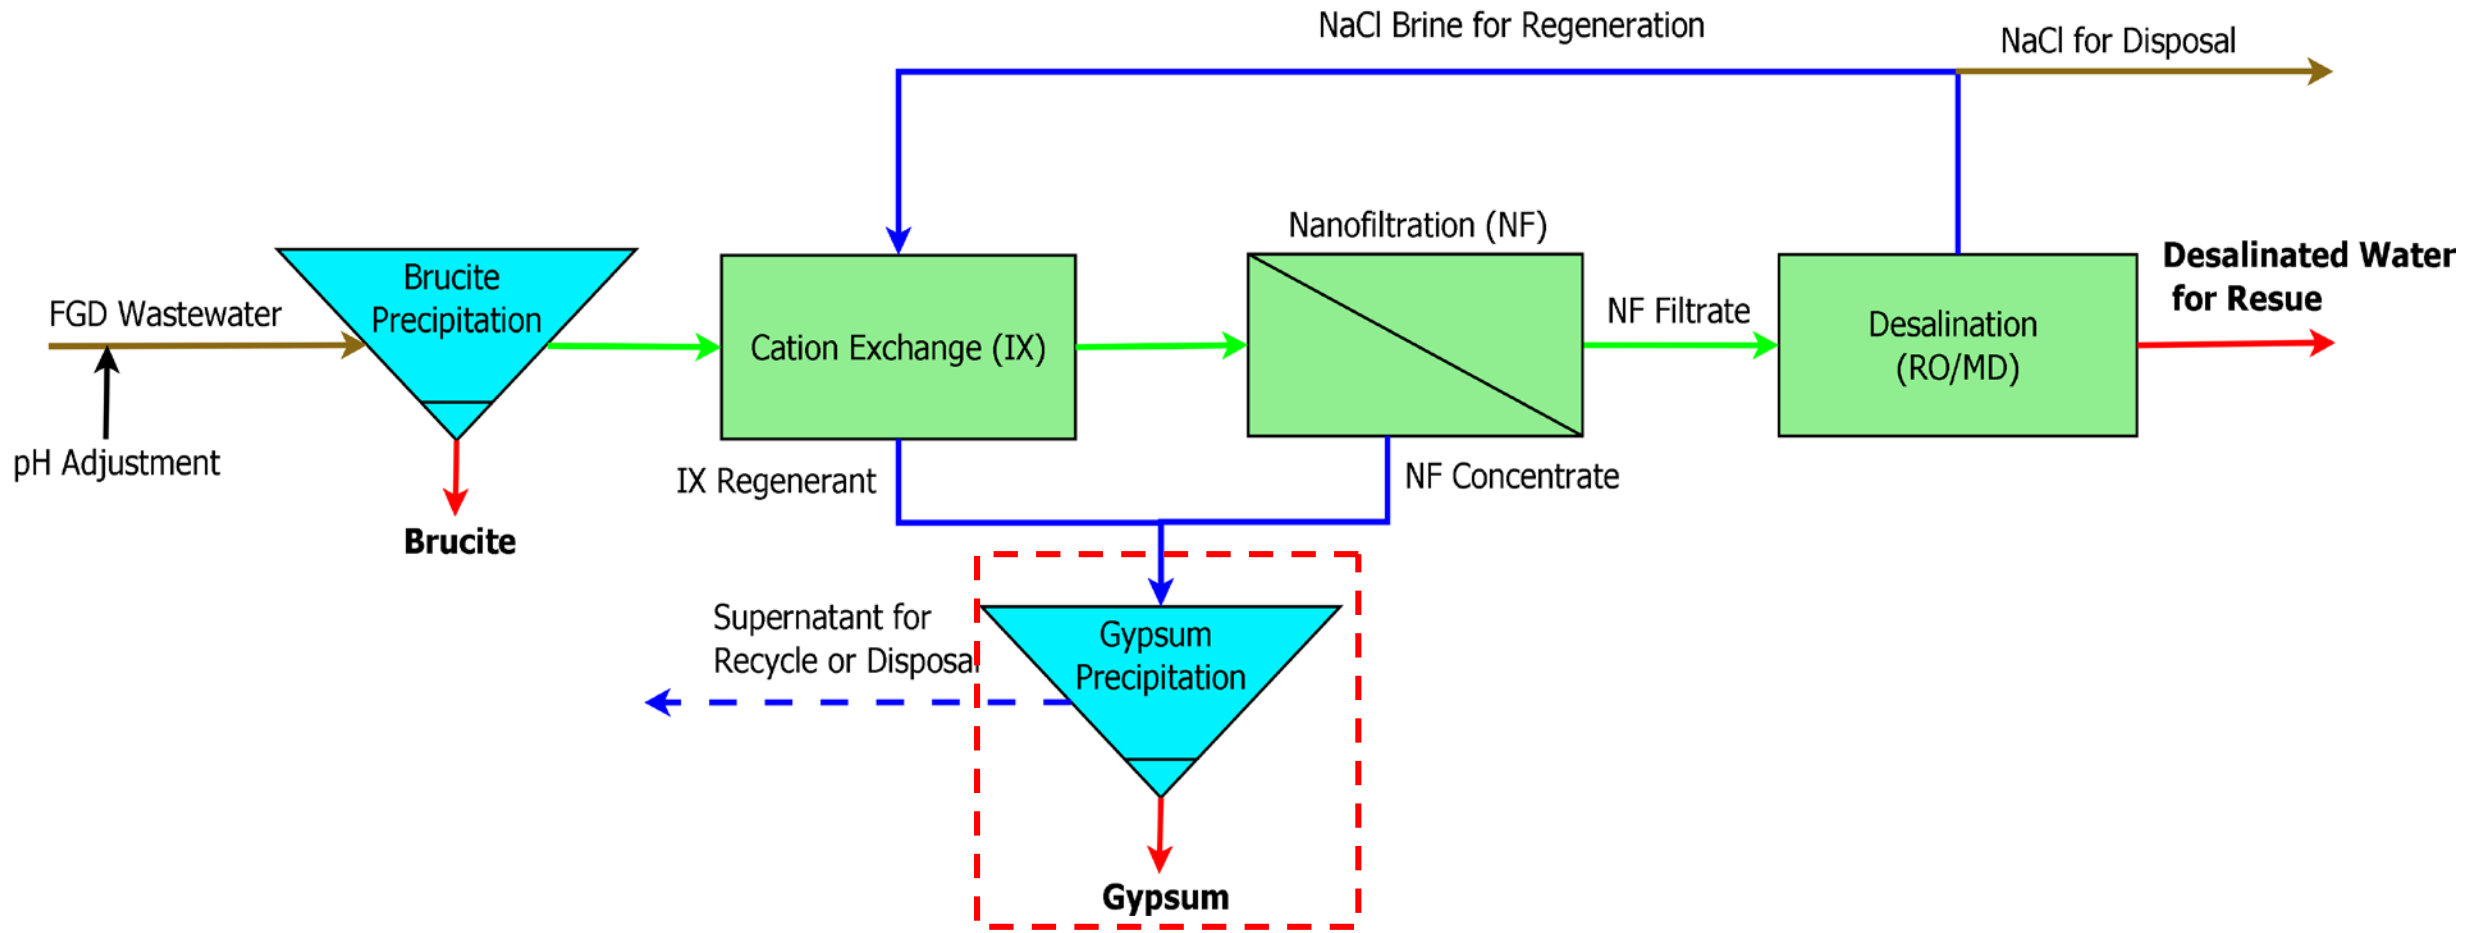 NaCl Brine for Regeneration
NaCl for Disposal
Nanofiltration (NF)
Desalinated Water
for Resue
Brucite
Precipitation
FGD Wastewater
NF Filtrate
Cation Exchange (IX)
Desalination
(RO/MD)
pH Adjustment
IX Regenerant
NF Concentrate
Brucite
Supernatant for
Recycle or Disposal
Gypsum
Precipitation
Gypsum